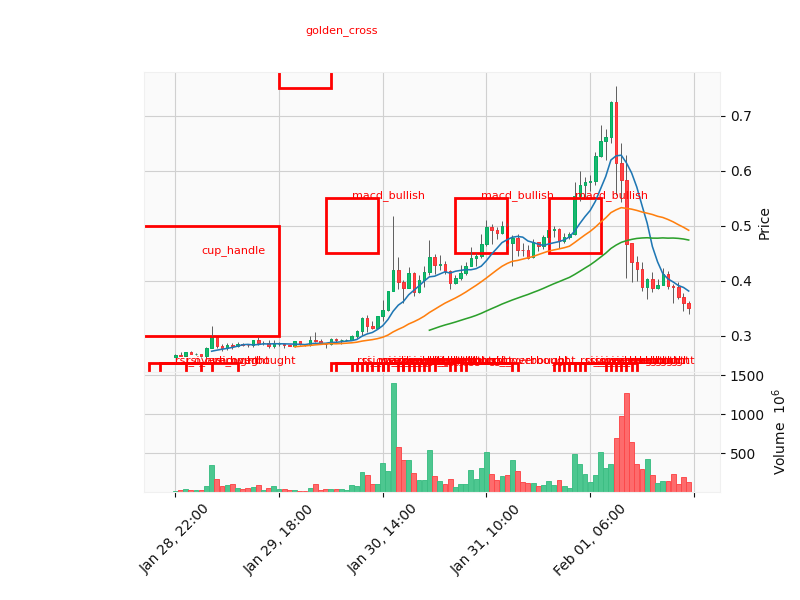 golden_cross
macd_bullish macd_bullish macd_bullish
cup_handle
0.7
0.6
0.5
0.4
0.3
Price
1500
1000
500
Volume 10^6
Jan 28, 22:00
Jan 29, 18:00
Jan 30, 14:00
Jan 31, 10:00
Feb 01, 06:00